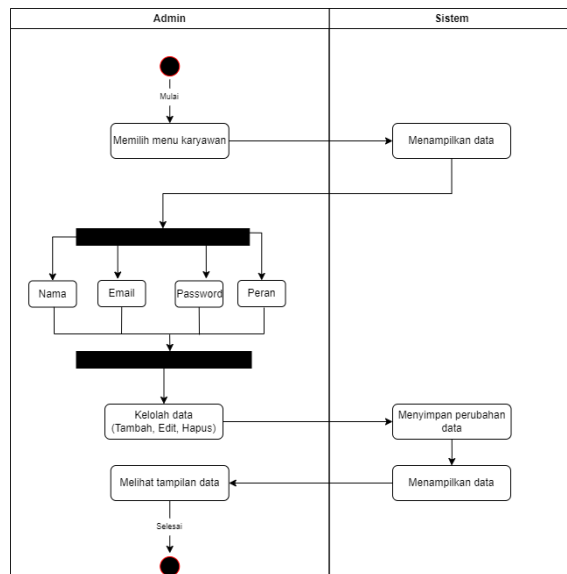 Admin
Sistem
Mulai
Memilih menu karyawan
Menampilkan data
Nama
Email
Password
Peran
Kelolah data
(Tambah, Edit, Hapus)
Menyimpan perubahan
data
Melihat tampilan data
Menampilkan data
Selesai